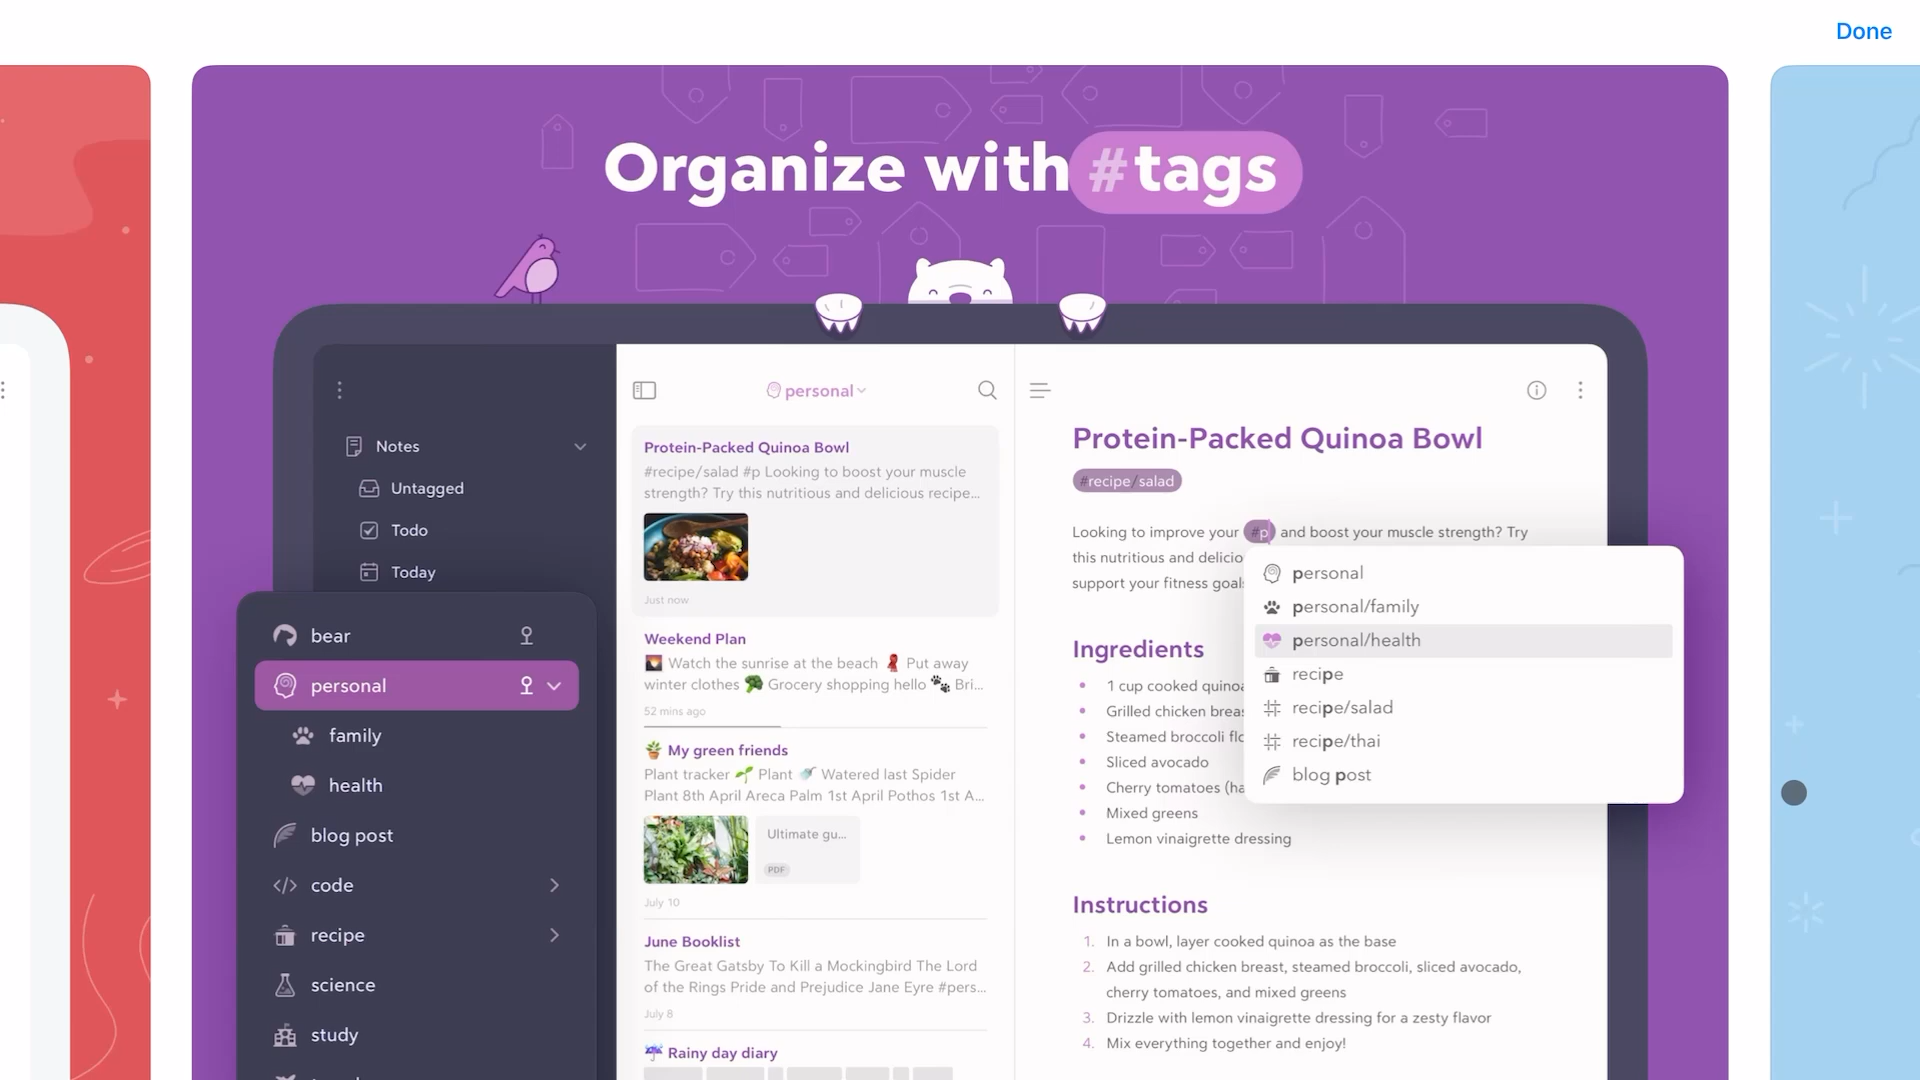 Done
Organize with #tags
Notes
Untagged
Todo
Today
bear
personal
family
health
blog post
code
recipe
science
study
personal
Protein-Packed Quinoa Bowl
#recipe/salad #p Looking to boost your muscle
strength? Try this nutritious and delicious recipe...
Just now
Weekend Plan
🌅 Watch the sunrise at the beach 🧣 Put away
winter clothes 🥦 Grocery shopping hello 🐾 Bri...
52 mins ago
🪴 My green friends
Plant tracker 🌱 Plant 🚿 Watered last Spider
Plant 8th April Areca Palm 1st April Pothos 1st A...
Ultimate gu...
PDF
July 10
June Booklist
The Great Gatsby To Kill a Mockingbird The Lord
of the Rings Pride and Prejudice Jane Eyre #pers...
July 8
☔ Rainy day diary
Protein-Packed Quinoa Bowl
#recipe/salad
Looking to improve your #p and boost your muscle strength? Try
this nutritious and delicio
support your fitness goals
Ingredients
• 1 cup cooked quinoa
• Grilled chicken breas
• Steamed broccoli flo
• Sliced avocado
• Cherry tomatoes (ha
• Mixed greens
• Lemon vinaigrette dressing
personal
personal/family
personal/health
recipe
recipe/salad
recipe/thai
blog post
Instructions
1. In a bowl, layer cooked quinoa as the base
2. Add grilled chicken breast, steamed broccoli, sliced avocado,
cherry tomatoes, and mixed greens
3. Drizzle with lemon vinaigrette dressing for a zesty flavor
4. Mix everything together and enjoy!